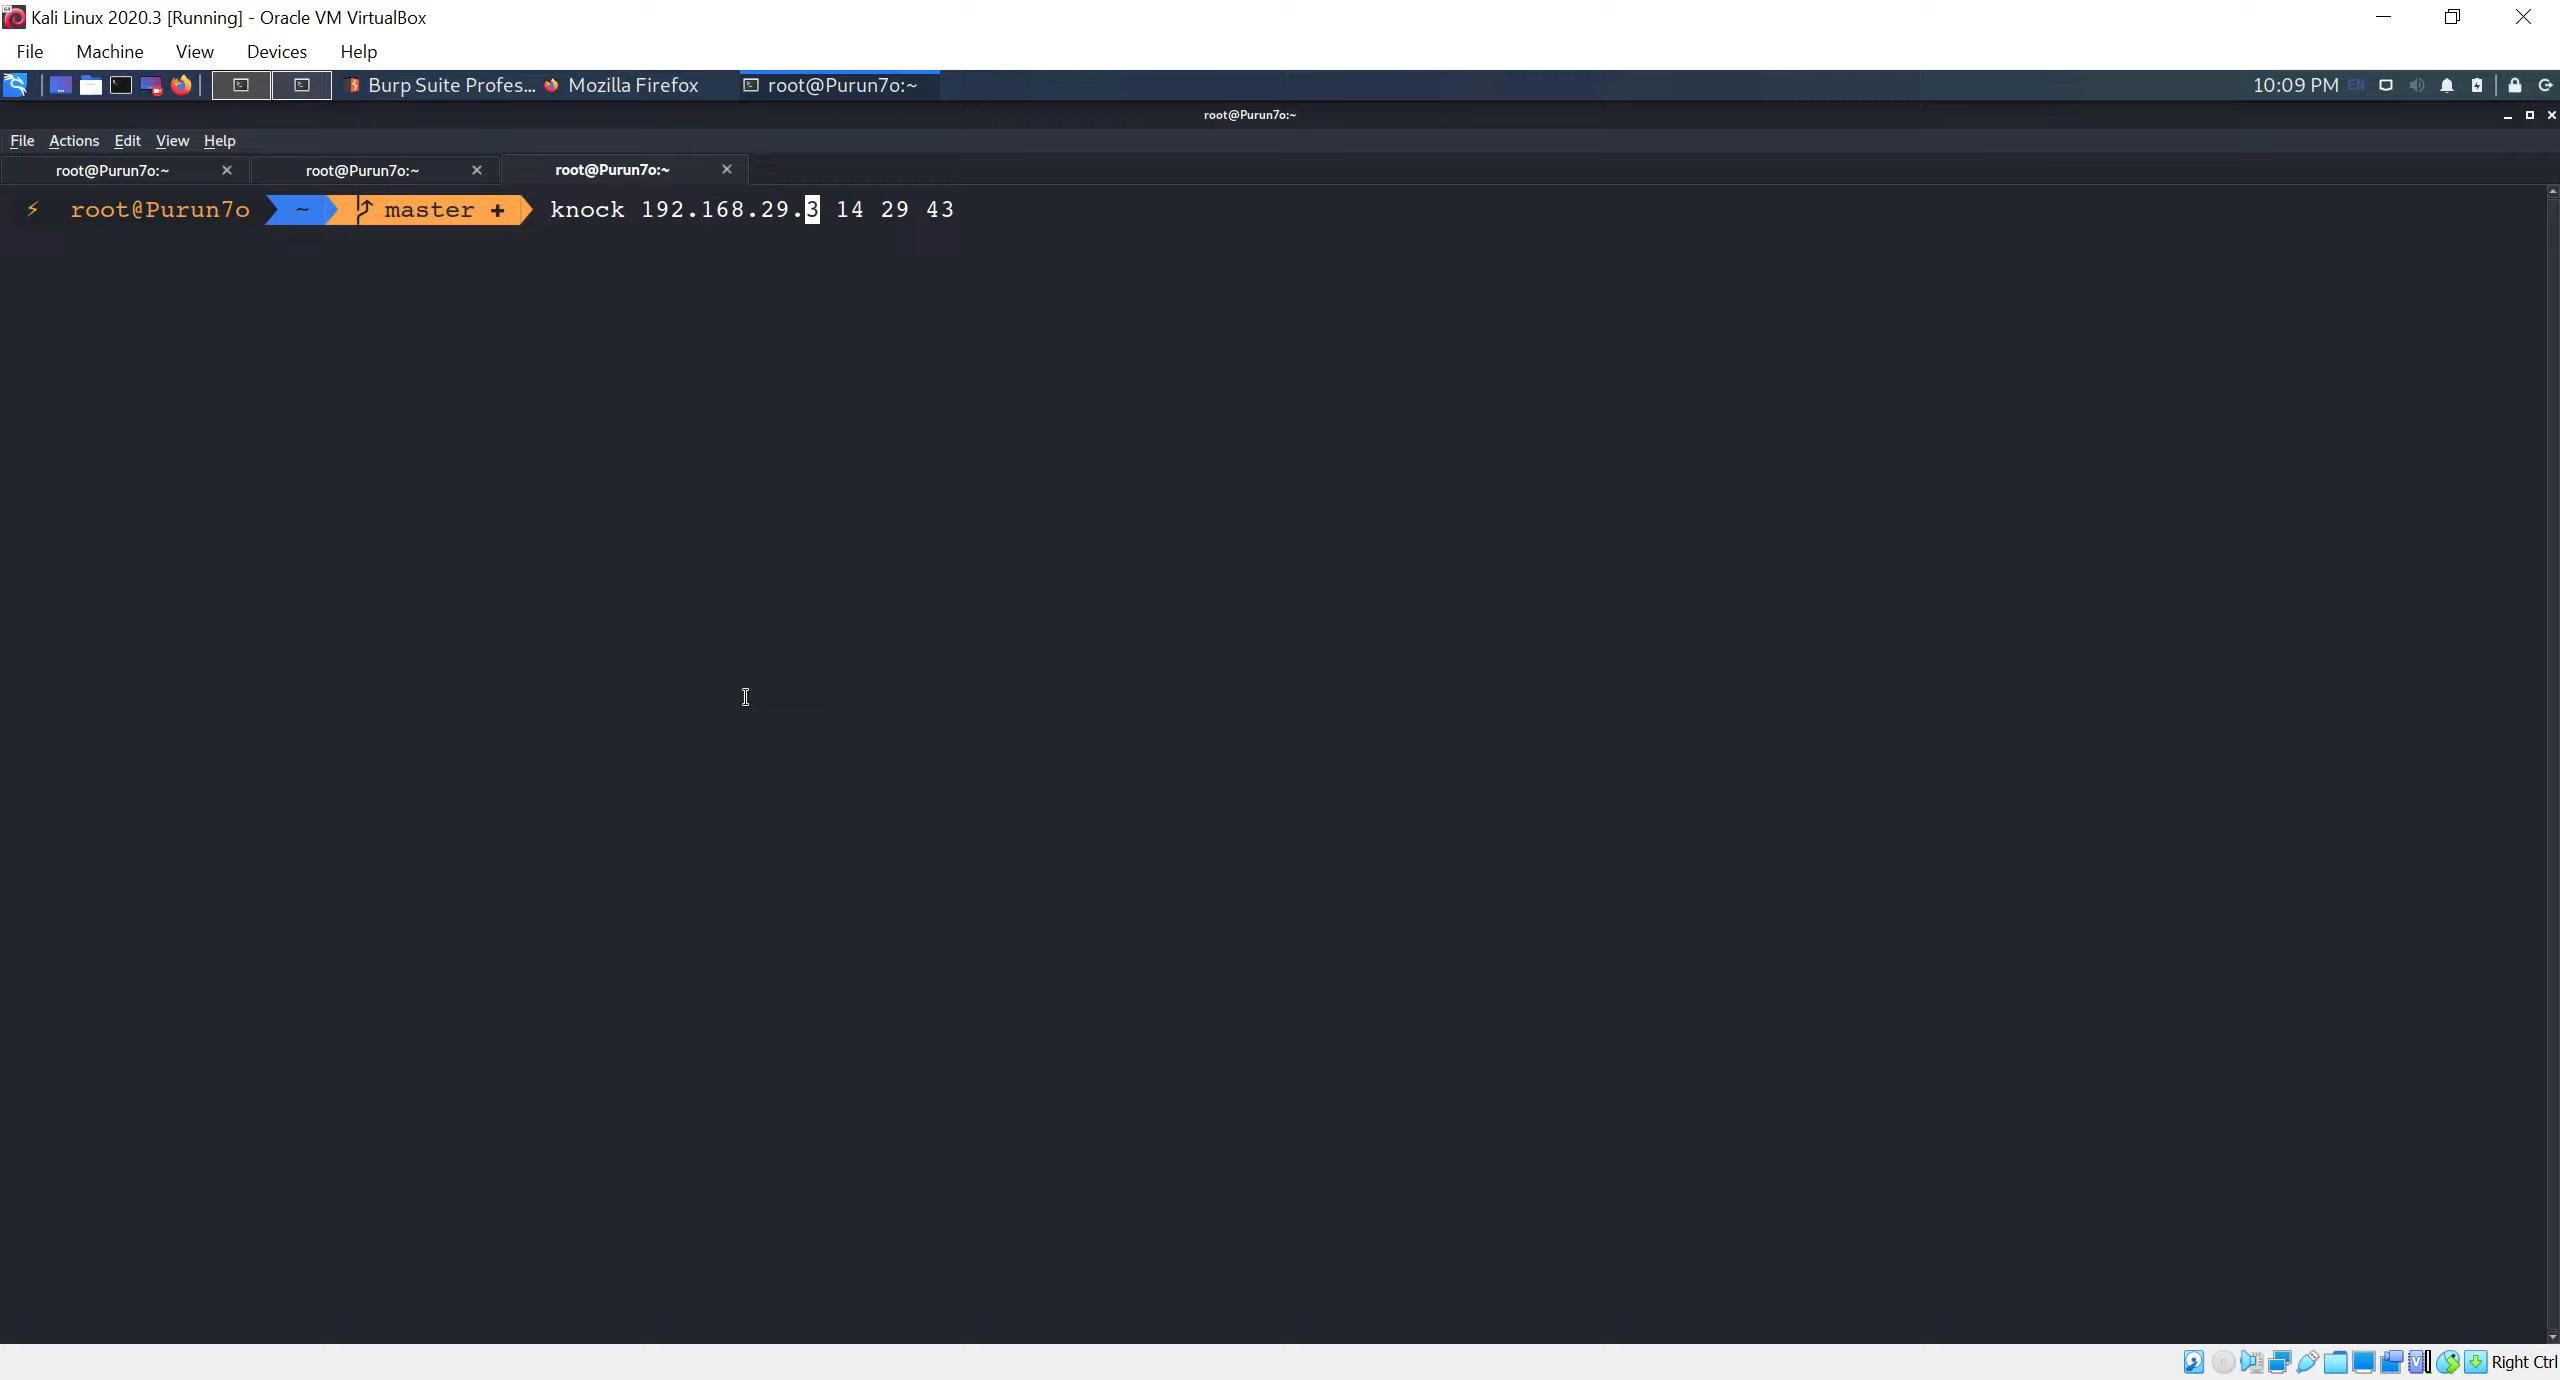 Kali Linux 2020.3 [Running] - Oracle VM VirtualBox
File Machine View Devices Help
Burp Suite Profes... Mozilla Firefox root@Purun7o:~ 10:09 PM EN
root@Purun7o:~
File Actions Edit View Help
root@Purun7o:~ root@Purun7o:~ root@Purun7o:~
⚡ root@Purun7o ~ master + knock 192.168.29.3 14 29 43
Right Ctrl